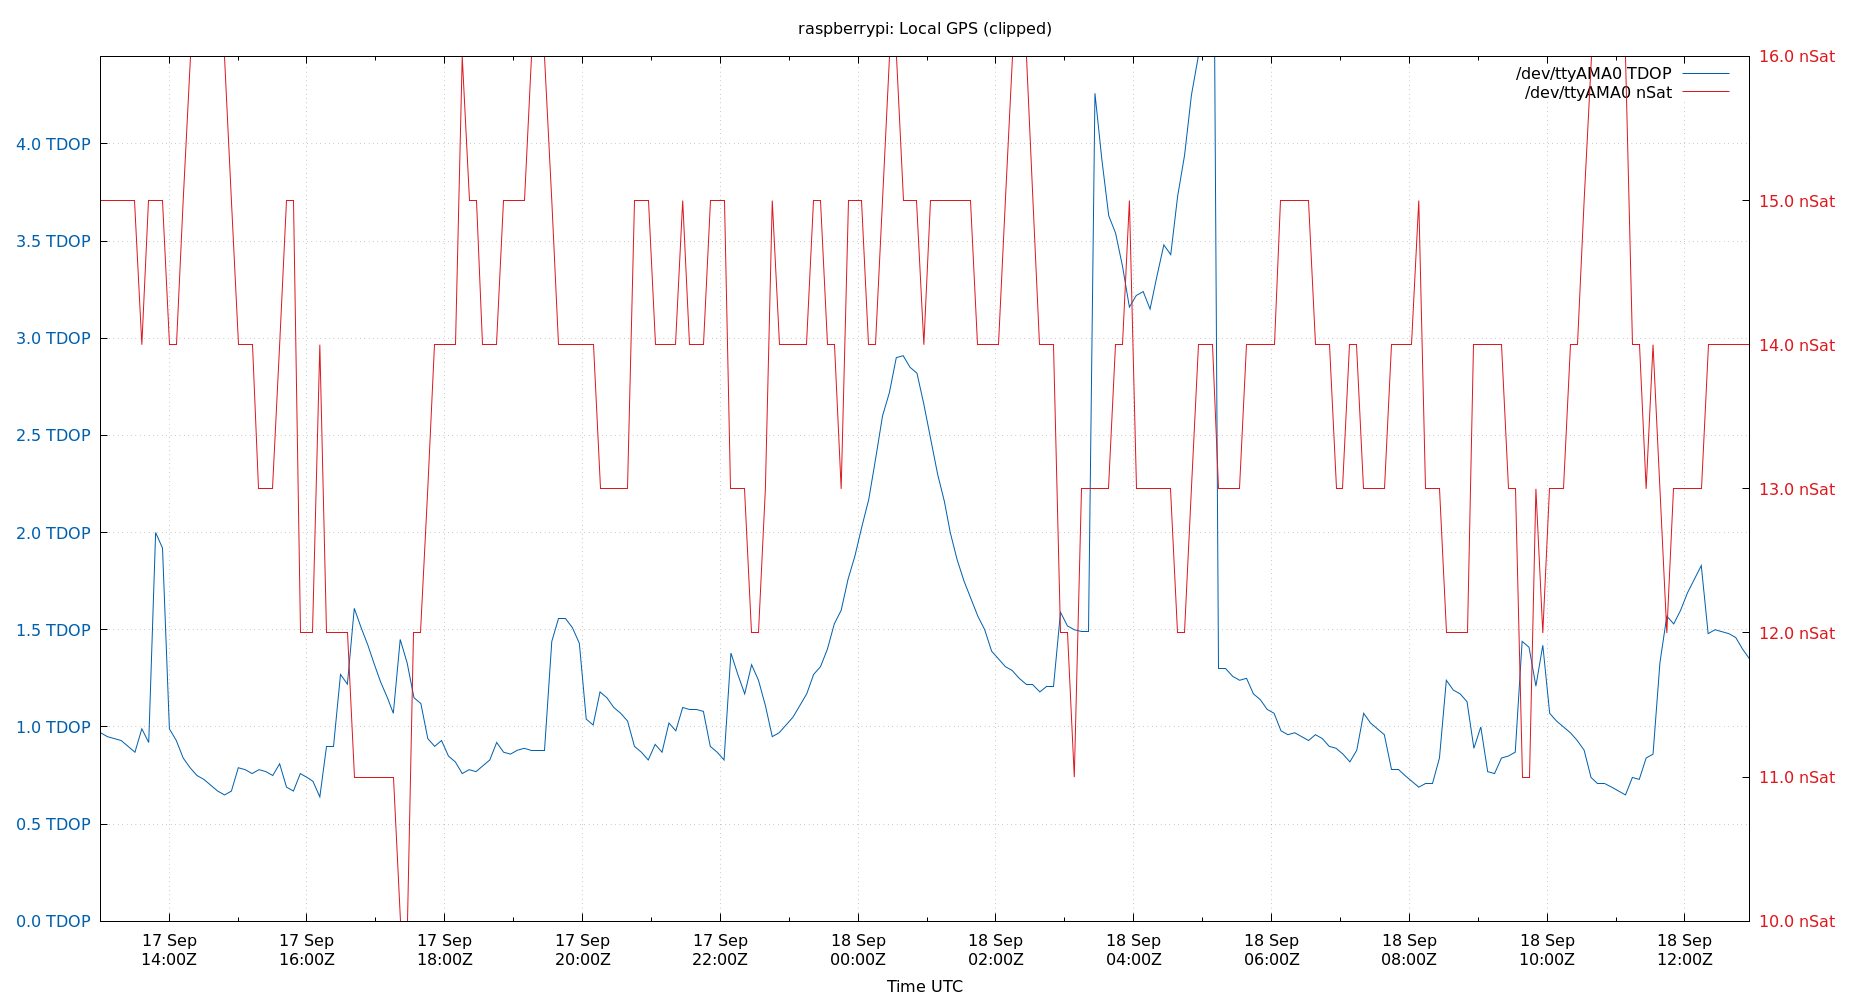 raspberrypi: Local GPS (clipped)
16.0 nSat
/dev/ttyAMA0 TDOP
/dev/ttyAMA0 nSat
4.0 TDOP
15.0 nSat
3.5 TDOP
3.0 TDOP
14.0 nSat
2.5 TDOP
13.0 nSat
2.0 TDOP
1.5 TDOP
12.0 nSat
1.0 TDOP
11.0 nSat
0.5 TDOP
0.0 TDOP
10.0 nSat
17 Sep 17 Sep 17 Sep 17 Sep 17 Sep 18 Sep 18 Sep 18 Sep 18 Sep 18 Sep 18 Sep 18 Sep
14:00Z 16:00Z 18:00Z 20:00Z 22:00Z 00:00Z 02:00Z 04:00Z 06:00Z 08:00Z 10:00Z 12:00Z
Time UTC